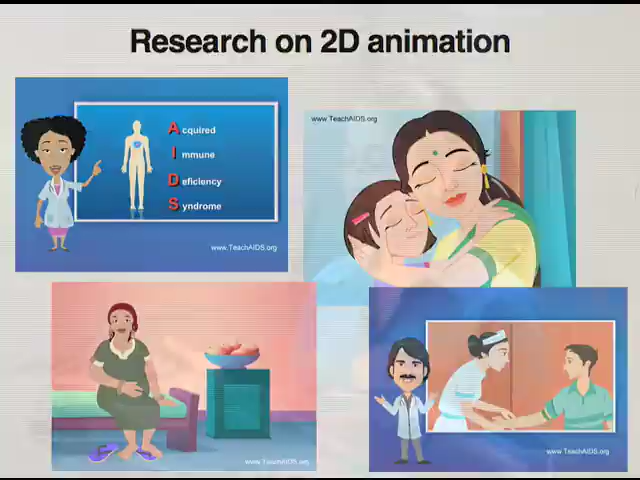 Research on 2D animation
www.TeachAIDS.org
Acquired
Immune
Deficiency
Syndrome
www.TeachAIDS.org
www.TeachAIDS.org
www.TeachAIDS.org